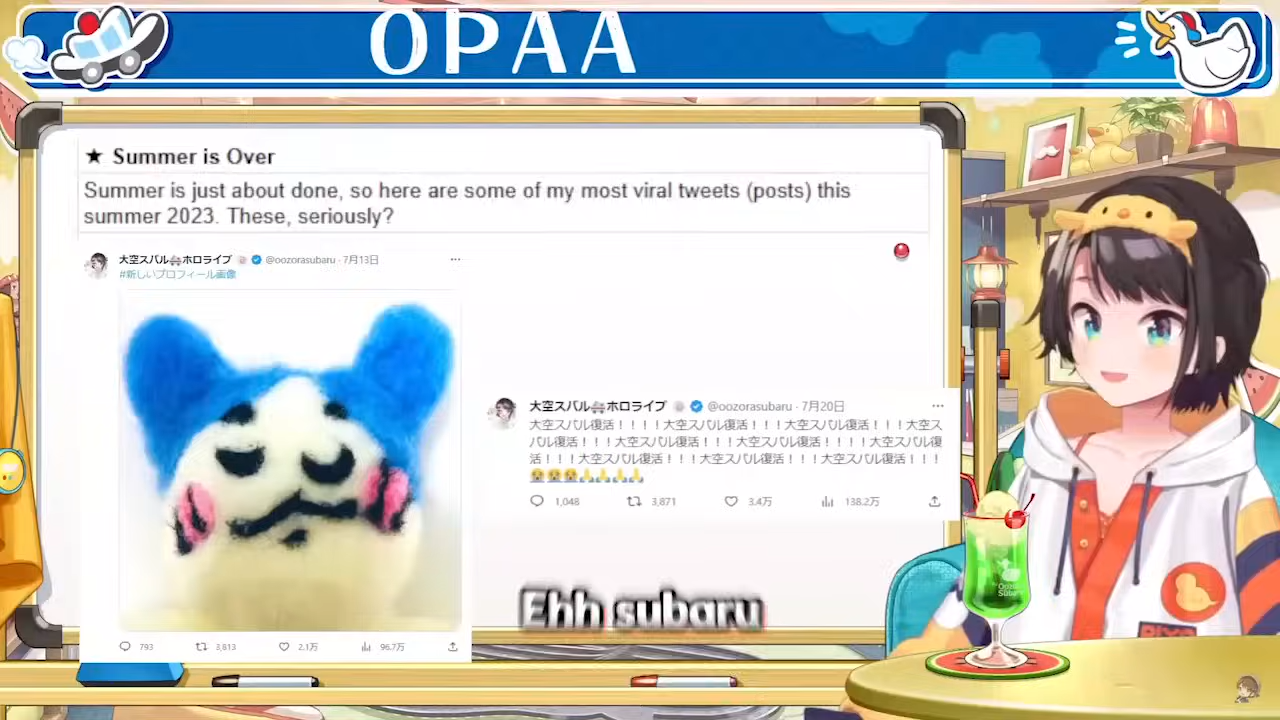 OPAA
★ Summer is Over
Summer is just about done, so here are some of my most viral tweets (posts) this
summer 2023. These, seriously?
大空スバル🚑ホロライブ @oozorasubaru · 7月13日
#新しいプロフィール画像
793 3,813 2.1万 96.7万
大空スバル🚑ホロライブ @oozorasubaru · 7月20日
大空スバル復活！！！！大空スバル復活！！！大空スバル復活！！！大空ス
バル復活！！！大空スバル復活！！！大空スバル復活！！！！大空スバル復
活！！！大空スバル復活！！！大空スバル復活！！！大空スバル復活！！！
😭😭😭🙏🙏🙏🙏
1,048 3,871 3.4万 138.2万
Ehh subaru